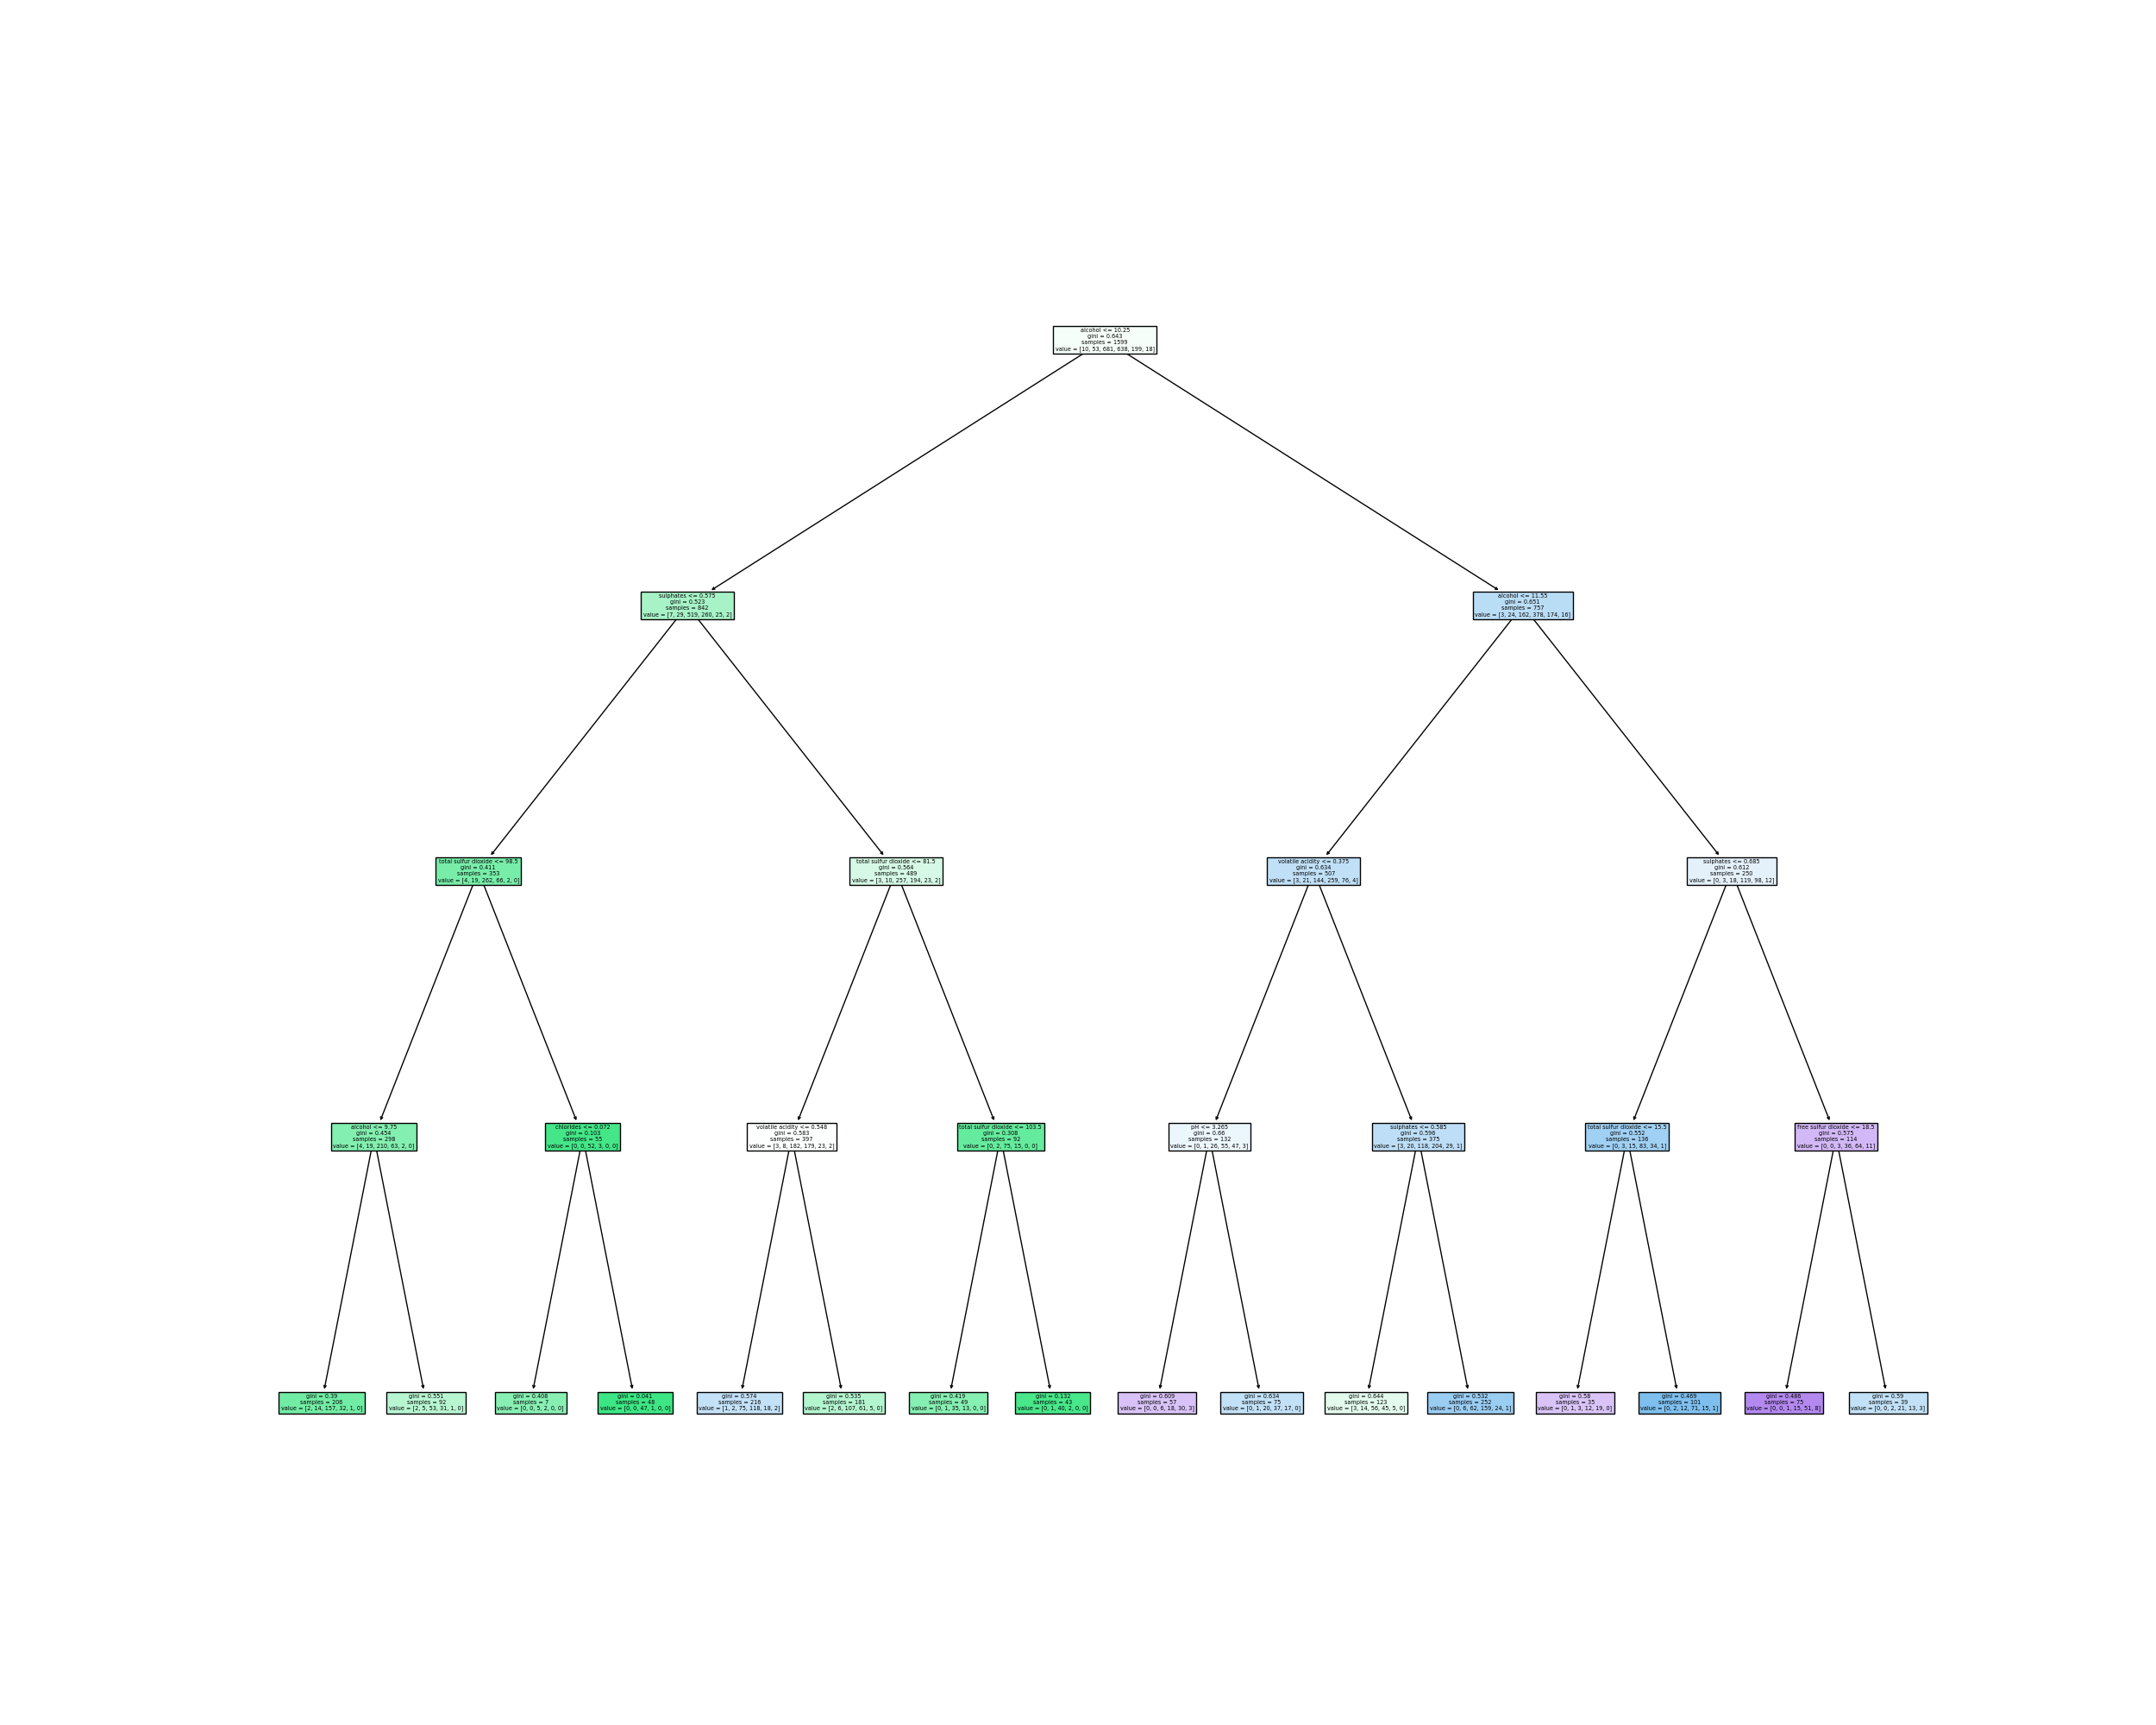 alcohol <= 10.25
gini = 0.643
samples = 1599
value = [10, 53, 681, 638, 199, 18]
sulphates <= 0.575
gini = 0.523
samples = 842
value = [7, 29, 519, 260, 25, 2]
alcohol <= 11.55
gini = 0.651
samples = 757
value = [3, 24, 162, 378, 174, 16]
total sulfur dioxide <= 98.5
gini = 0.411
samples = 353
value = [4, 19, 262, 66, 2, 0]
total sulfur dioxide <= 81.5
gini = 0.564
samples = 489
value = [3, 10, 257, 194, 23, 2]
volatile acidity <= 0.375
gini = 0.634
samples = 507
value = [3, 21, 144, 259, 76, 4]
sulphates <= 0.685
gini = 0.612
samples = 250
value = [0, 3, 18, 119, 98, 12]
alcohol <= 9.75
gini = 0.454
samples = 298
value = [4, 19, 210, 63, 2, 0]
chlorides <= 0.072
gini = 0.103
samples = 55
value = [0, 0, 52, 3, 0, 0]
volatile acidity <= 0.548
gini = 0.583
samples = 397
value = [3, 8, 182, 179, 23, 2]
total sulfur dioxide <= 103.5
gini = 0.308
samples = 92
value = [0, 2, 75, 15, 0, 0]
pH <= 3.265
gini = 0.66
samples = 132
value = [0, 1, 26, 55, 47, 3]
sulphates <= 0.585
gini = 0.596
samples = 375
value = [3, 20, 118, 204, 29, 1]
total sulfur dioxide <= 15.5
gini = 0.552
samples = 136
value = [0, 3, 15, 83, 34, 1]
free sulfur dioxide <= 18.5
gini = 0.575
samples = 114
value = [0, 0, 3, 36, 64, 11]
gini = 0.39
samples = 206
value = [2, 14, 157, 32, 1, 0]
gini = 0.551
samples = 92
value = [2, 5, 53, 31, 1, 0]
gini = 0.408
samples = 7
value = [0, 0, 5, 2, 0, 0]
gini = 0.041
samples = 48
value = [0, 0, 47, 1, 0, 0]
gini = 0.574
samples = 216
value = [1, 2, 75, 118, 18, 2]
gini = 0.535
samples = 181
value = [2, 6, 107, 61, 5, 0]
gini = 0.419
samples = 49
value = [0, 1, 35, 13, 0, 0]
gini = 0.132
samples = 43
value = [0, 1, 40, 2, 0, 0]
gini = 0.609
samples = 57
value = [0, 0, 6, 18, 30, 3]
gini = 0.634
samples = 75
value = [0, 1, 20, 37, 17, 0]
gini = 0.644
samples = 123
value = [3, 14, 56, 45, 5, 0]
gini = 0.532
samples = 252
value = [0, 6, 62, 159, 24, 1]
gini = 0.58
samples = 35
value = [0, 1, 3, 12, 19, 0]
gini = 0.469
samples = 101
value = [0, 2, 12, 71, 15, 1]
gini = 0.486
samples = 75
value = [0, 0, 1, 15, 51, 8]
gini = 0.59
samples = 39
value = [0, 0, 2, 21, 13, 3]